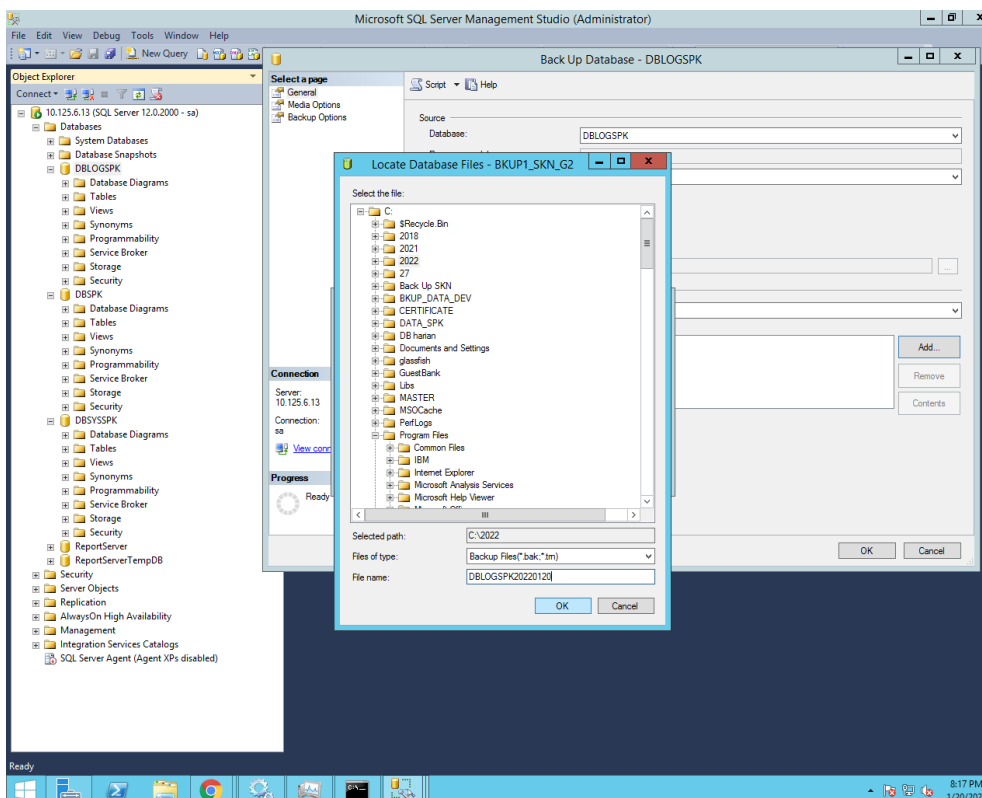 Microsoft SQL Server Management Studio (Administrator)
File Edit View Debug Tools Window Help
New Query
Object Explorer
Connect
10.125.6.13 (SQL Server 12.0.2000 - sa)
Databases
System Databases
Database Snapshots
DBLOGSPK
Database Diagrams
Tables
Views
Synonyms
Programmability
Service Broker
Storage
Security
DBSPK
Database Diagrams
Tables
Views
Synonyms
Programmability
Service Broker
Storage
Security
DBSYSSPK
Database Diagrams
Tables
Views
Synonyms
Programmability
Service Broker
Storage
Security
ReportServer
ReportServerTempDB
Security
Server Objects
Replication
AlwaysOn High Availability
Management
Integration Services Catalogs
SQL Server Agent (Agent XPs disabled)
Back Up Database - DBLOGSPK
Select a page
General
Media Options
Backup Options
Script Help
Source
Database: DBLOGSPK
Connection
Server:
10.125.6.13
Connection:
sa
View conn
Progress
Ready
Add...
Remove
Contents
OK Cancel
Locate Database Files - BKUP1_SKN_G2
Select the file:
C:
$Recycle.Bin
2018
2021
2022
27
Back Up SKN
BKUP_DATA_DEV
CERTIFICATE
DATA_SPK
DB harian
Documents and Settings
glassfish
GuestBank
Libs
MASTER
MSOCache
PerfLogs
Program Files
Common Files
IBM
Internet Explorer
Microsoft Analysis Services
Microsoft Help Viewer
Selected path: C:\2022
Files of type: Backup Files(*.bak;*.trn)
File name: DBLOGSPK20220120
OK Cancel
Ready
8:17 PM